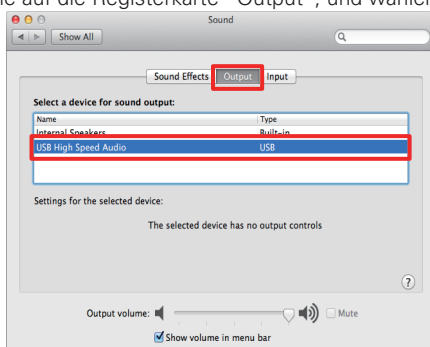 auf die Registerkarte "Output", und wählen
Sound
Show All
Sound Effects Output Input
Select a device for sound output:
Name Type
Internal Speakers Built-in
USB High Speed Audio USB
Settings for the selected device:
The selected device has no output controls
?
Output volume: Mute
Show volume in menu bar